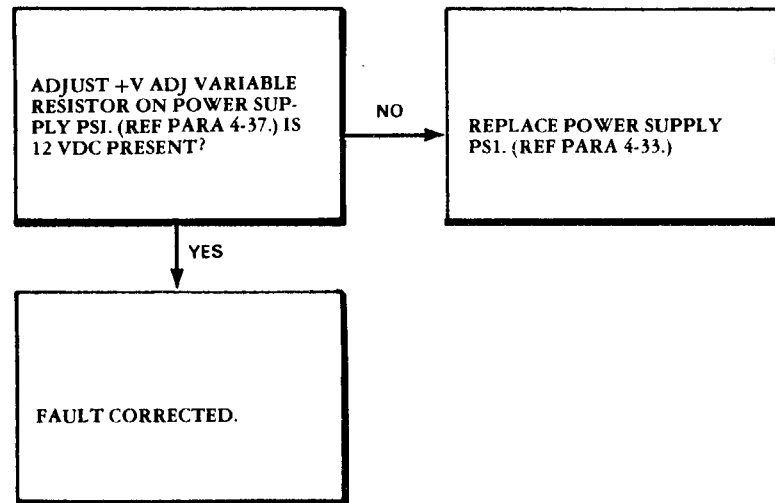 ADJUST +V ADJ VARIABLE
RESISTOR ON POWER SUP-
PLY PSI. (REF PARA 4-37.) IS
12 VDC PRESENT?
NO
REPLACE POWER SUPPLY
PS1. (REF PARA 4-33.)
YES
FAULT CORRECTED.